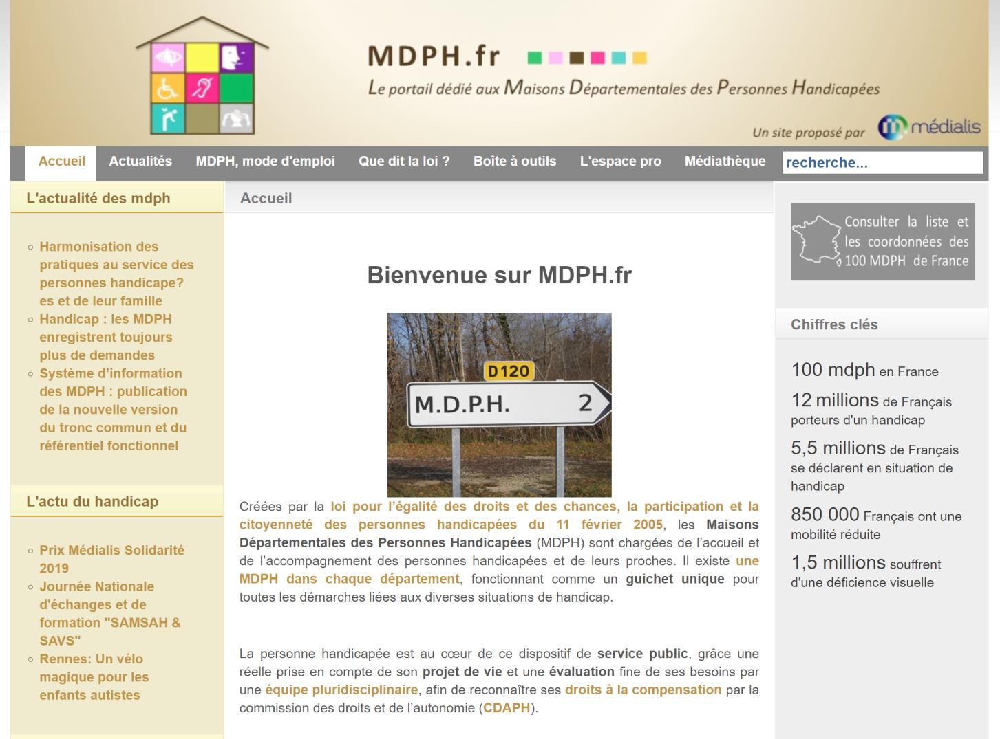 MDPH.fr
Le portail dédié aux Maisons Départementales des Personnes Handicapées
Un site proposé par médialis
Accueil Actualités MDPH, mode d'emploi Que dit la loi ? Boîte à outils L'espace pro Médiathèque recherche...
L'actualité des mdph
Harmonisation des
pratiques au service des
personnes handicape?
es et de leur famille
Handicap : les MDPH
enregistrent toujours
plus de demandes
Système d’information
des MDPH : publication
de la nouvelle version
du tronc commun et du
référentiel fonctionnel
L'actu du handicap
Prix Médialis Solidarité
2019
Journée Nationale
d'échanges et de
formation "SAMSAH &
SAVS"
Rennes: Un vélo
magique pour les
enfants autistes
Accueil
Bienvenue sur MDPH.fr
D120
M.D.P.H. 2
Créées par la loi pour l’égalité des droits et des chances, la participation et la
citoyenneté des personnes handicapées du 11 février 2005, les Maisons
Départementales des Personnes Handicapées (MDPH) sont chargées de l’accueil et
de l’accompagnement des personnes handicapées et de leurs proches. Il existe une
MDPH dans chaque département, fonctionnant comme un guichet unique pour
toutes les démarches liées aux diverses situations de handicap.
La personne handicapée est au cœur de ce dispositif de service public, grâce une
réelle prise en compte de son projet de vie et une évaluation fine de ses besoins par
une équipe pluridisciplinaire, afin de reconnaître ses droits à la compensation par la
commission des droits et de l’autonomie (CDAPH).
Consulter la liste et
les coordonnées des
100 MDPH de France
Chiffres clés
100 mdph en France
12 millions de Français
porteurs d'un handicap
5,5 millions de Français
se déclarent en situation de
handicap
850 000 Français ont une
mobilité réduite
1,5 millions souffrent
d'une déficience visuelle